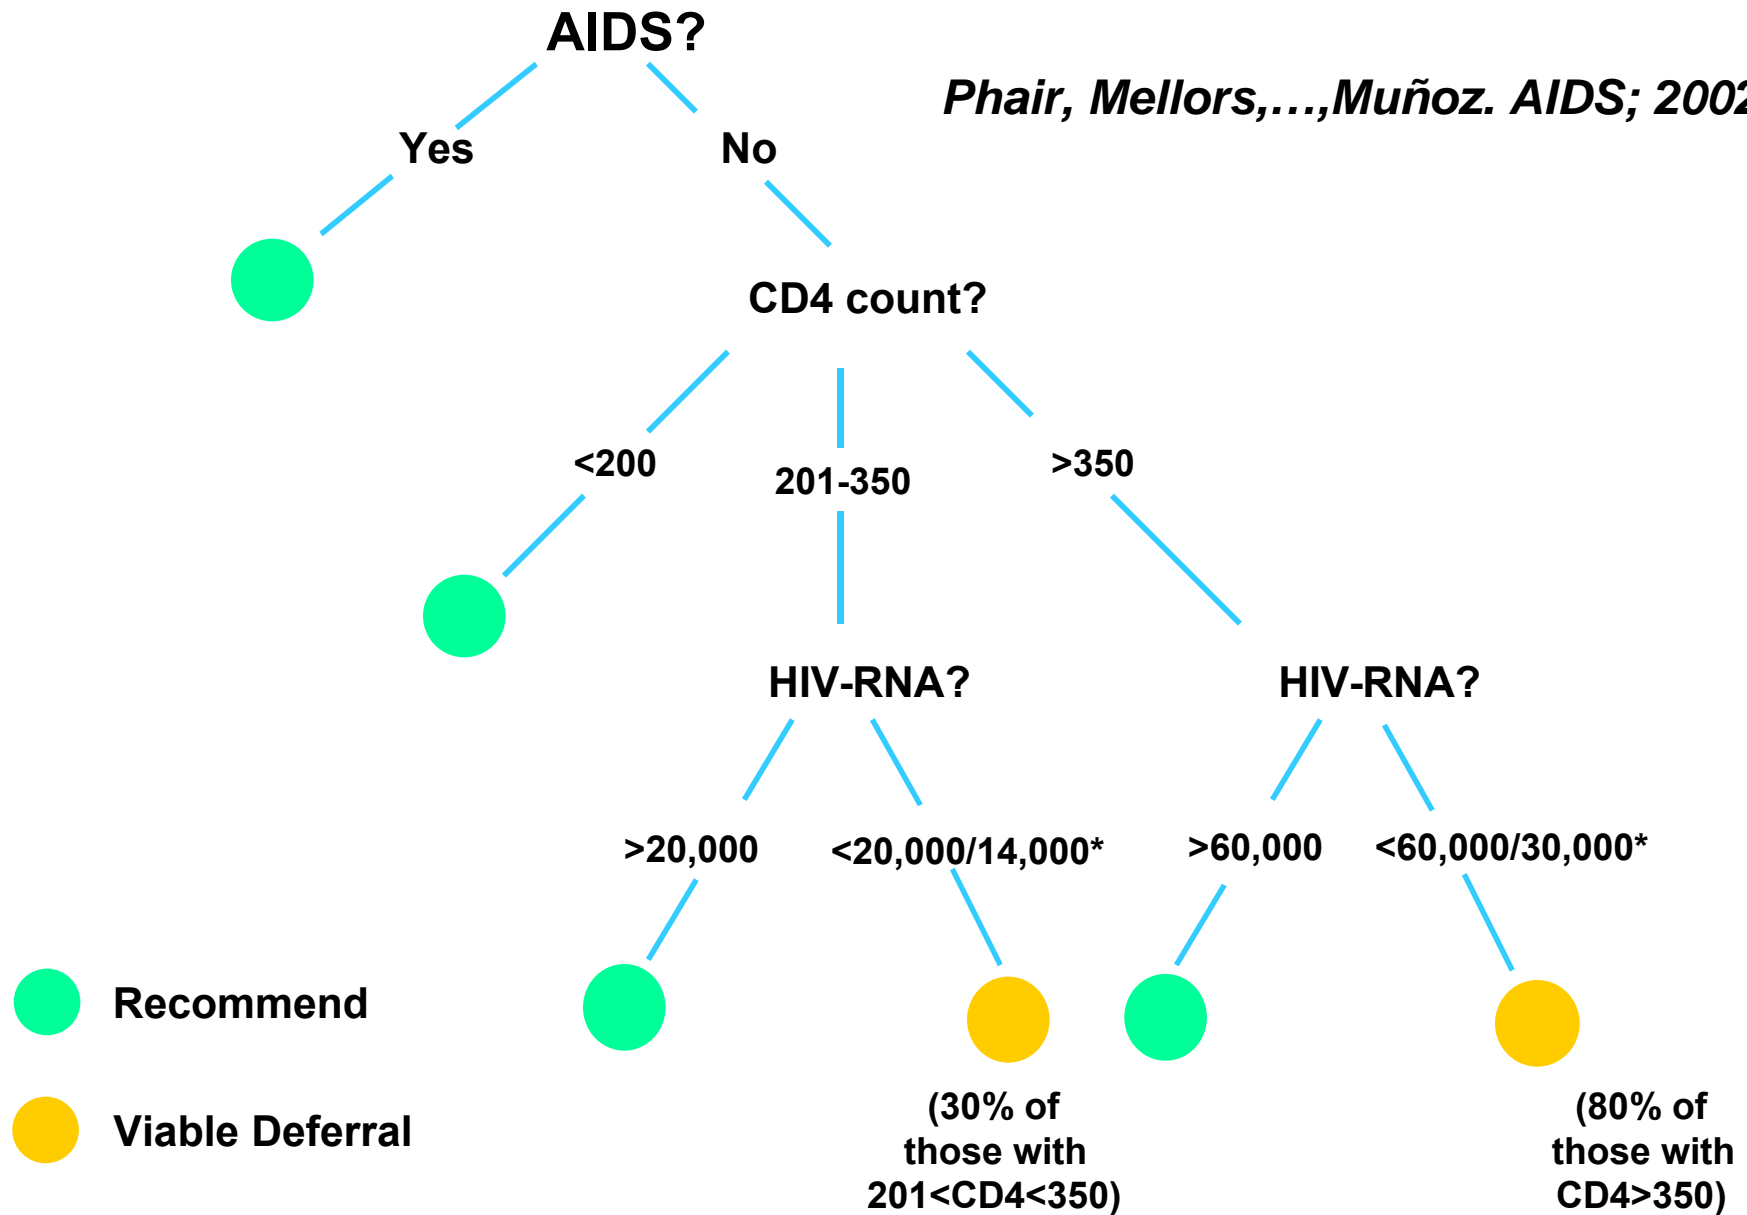 AIDS?
Phair, Mellors,…,Muñoz. AIDS; 2002
Yes
No
CD4 count?
<200
201-350
>350
HIV-RNA?
HIV-RNA?
>20,000
<20,000/14,000*
>60,000
<60,000/30,000*
Recommend
Viable Deferral
(30% of
those with
201<CD4<350)
(80% of
those with
CD4>350)